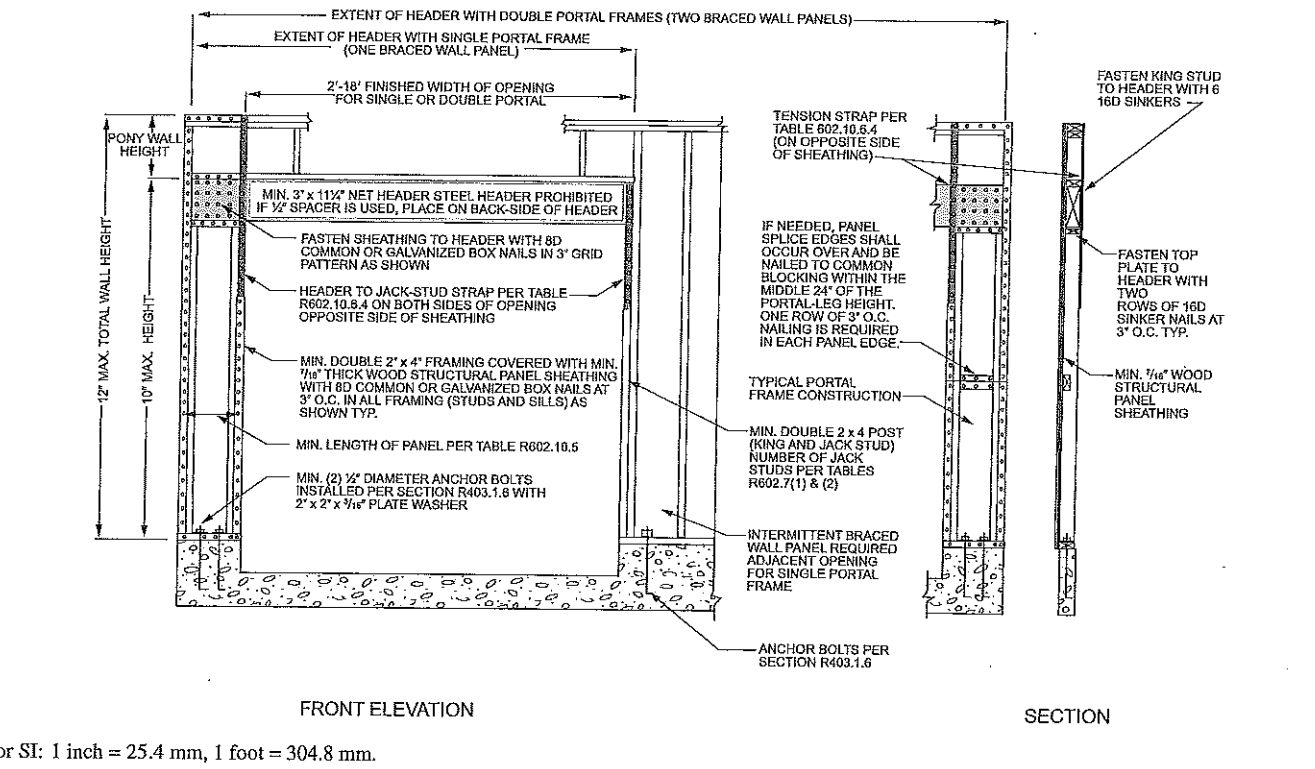 EXTENT OF HEADER WITH DOUBLE PORTAL FRAMES (TWO BRACED WALL PANELS)
EXTENT OF HEADER WITH SINGLE PORTAL FRAME
(ONE BRACED WALL PANEL)
2'-18' FINISHED WIDTH OF OPENING
FOR SINGLE OR DOUBLE PORTAL
PONY WALL
HEIGHT
12" MAX. TOTAL WALL HEIGHT
10" MAX. HEIGHT
MIN. 3" x 11¼" NET HEADER STEEL HEADER PROHIBITED
IF ½" SPACER IS USED, PLACE ON BACK-SIDE OF HEADER
FASTEN SHEATHING TO HEADER WITH 8D
COMMON OR GALVANIZED BOX NAILS IN 3" GRID
PATTERN AS SHOWN
HEADER TO JACK-STUD STRAP PER TABLE
R602.10.6.4 ON BOTH SIDES OF OPENING
OPPOSITE SIDE OF SHEATHING
MIN. DOUBLE 2" x 4" FRAMING COVERED WITH MIN.
7/16" THICK WOOD STRUCTURAL PANEL SHEATHING
WITH 8D COMMON OR GALVANIZED BOX NAILS AT
3" O.C. IN ALL FRAMING (STUDS AND SILLS) AS
SHOWN TYP.
MIN. LENGTH OF PANEL PER TABLE R602.10.5
MIN. (2) ½" DIAMETER ANCHOR BOLTS
INSTALLED PER SECTION R403.1.6 WITH
2" x 2" x 3/16" PLATE WASHER
TENSION STRAP PER
TABLE 602.10.6.4
(ON OPPOSITE SIDE
OF SHEATHING)
IF NEEDED, PANEL
SPLICE EDGES SHALL
OCCUR OVER AND BE
NAILED TO COMMON
BLOCKING WITHIN THE
MIDDLE 24" OF THE
PORTAL-LEG HEIGHT.
ONE ROW OF 3" O.C.
NAILING IS REQUIRED
IN EACH PANEL EDGE.
TYPICAL PORTAL
FRAME CONSTRUCTION
MIN. DOUBLE 2 x 4 POST
(KING AND JACK STUD)
NUMBER OF JACK
STUDS PER TABLES
R602.7(1) & (2)
INTERMITTENT BRACED
WALL PANEL REQUIRED
ADJACENT OPENING
FOR SINGLE PORTAL
FRAME
ANCHOR BOLTS PER
SECTION R403.1.6
FASTEN KING STUD
TO HEADER WITH 6
16D SINKERS
FASTEN TOP
PLATE TO
HEADER WITH
TWO
ROWS OF 16D
SINKER NAILS AT
3" O.C. TYP.
MIN. 7/16" WOOD
STRUCTURAL
PANEL
SHEATHING
FRONT ELEVATION
SECTION
or SI: 1 inch = 25.4 mm, 1 foot = 304.8 mm.